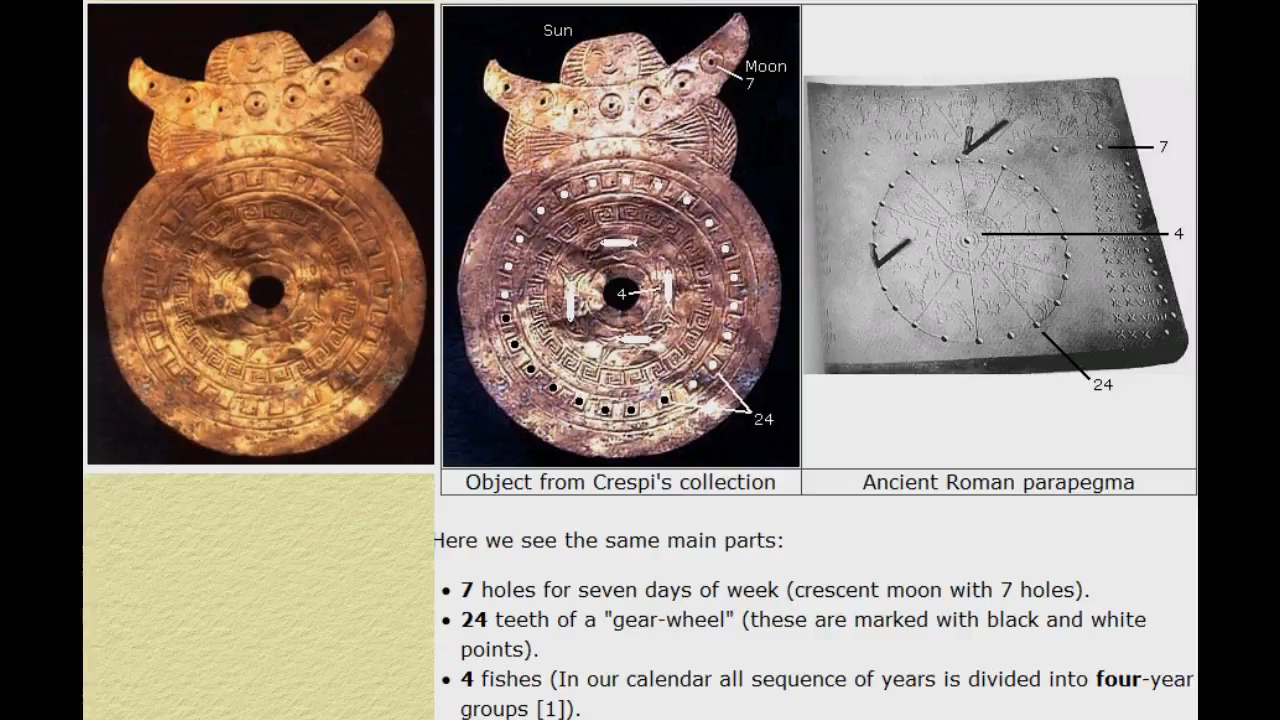 Sun
Moon
7
4
24
7
4
24
Object from Crespi's collection
Ancient Roman parapegma
Here we see the same main parts:
• 7 holes for seven days of week (crescent moon with 7 holes).
• 24 teeth of a "gear-wheel" (these are marked with black and white
points).
• 4 fishes (In our calendar all sequence of years is divided into four-year
groups [1]).